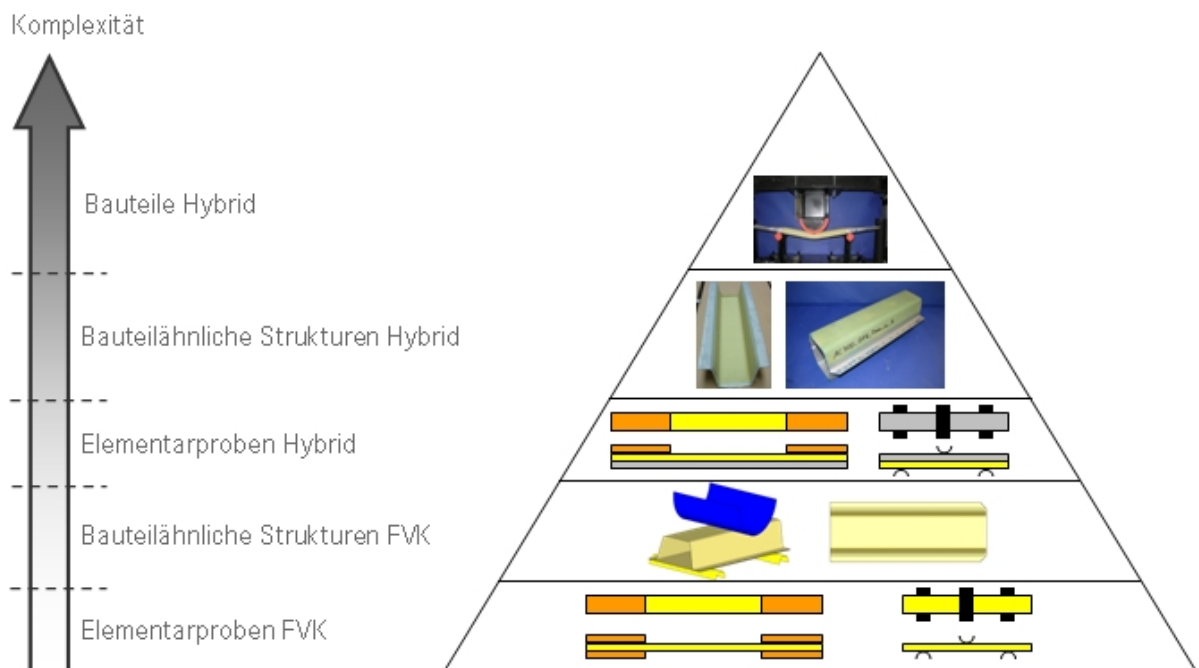 Komplexität
Bauteile Hybrid
Bauteilähnliche Strukturen Hybrid
Elementarproben Hybrid
Bauteilähnliche Strukturen FVK
Elementarproben FVK